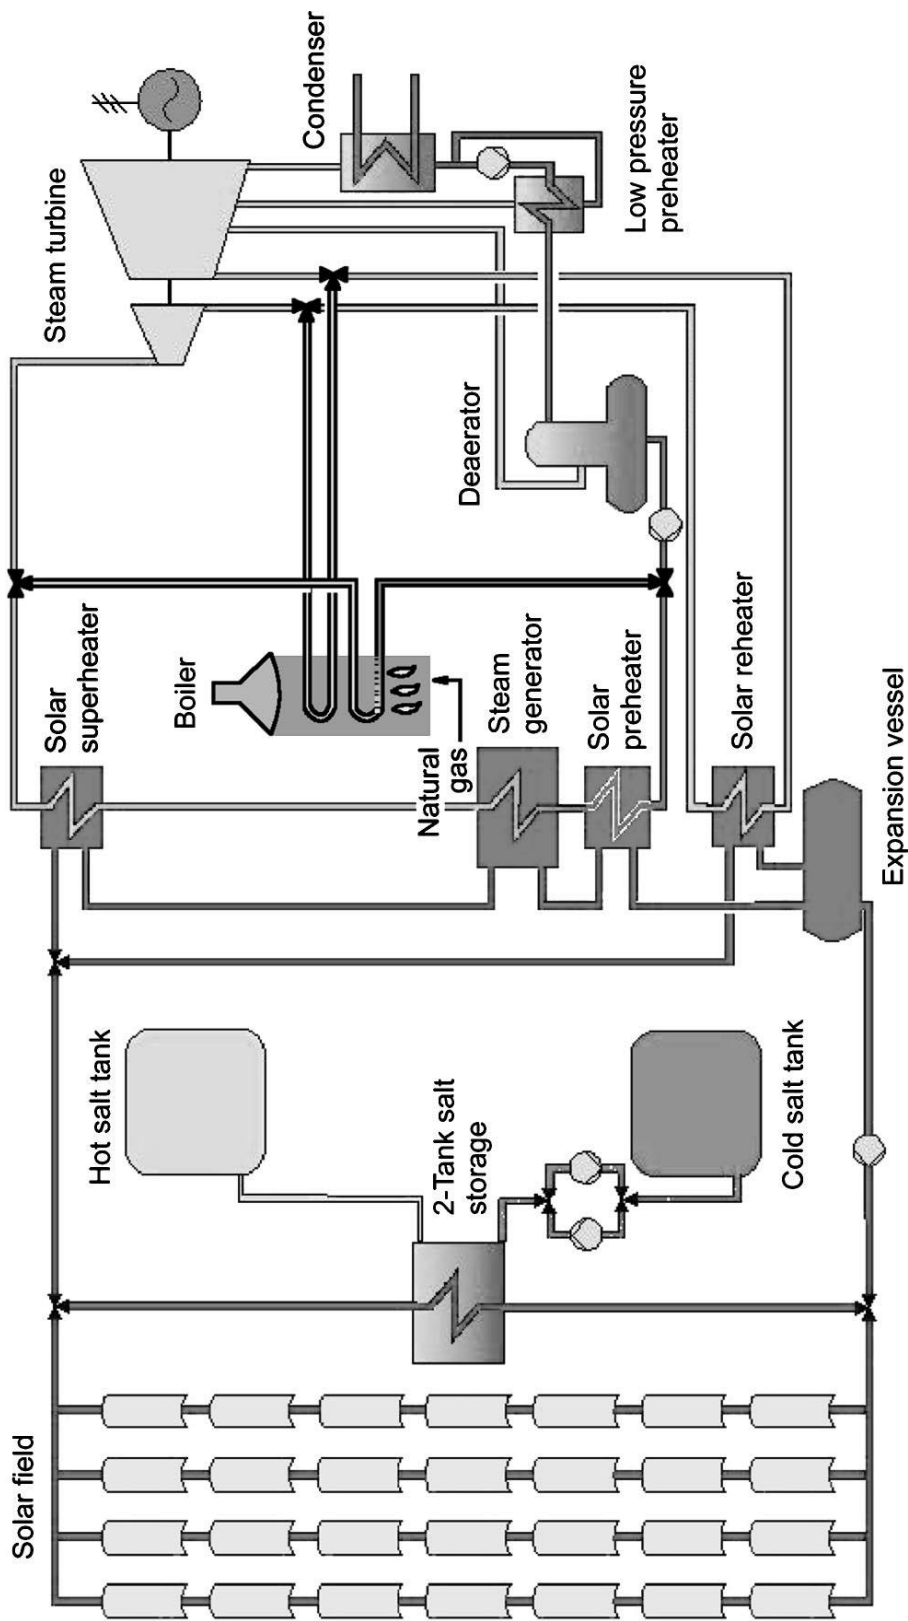 Solar field
Hot salt tank
2-Tank salt
storage
Cold salt tank
Solar
superheater
Boiler
Natural
gas
Steam
generator
Solar
preheater
Solar reheater
Expansion vessel
Steam turbine
Deaerator
Condenser
Low pressure
preheater